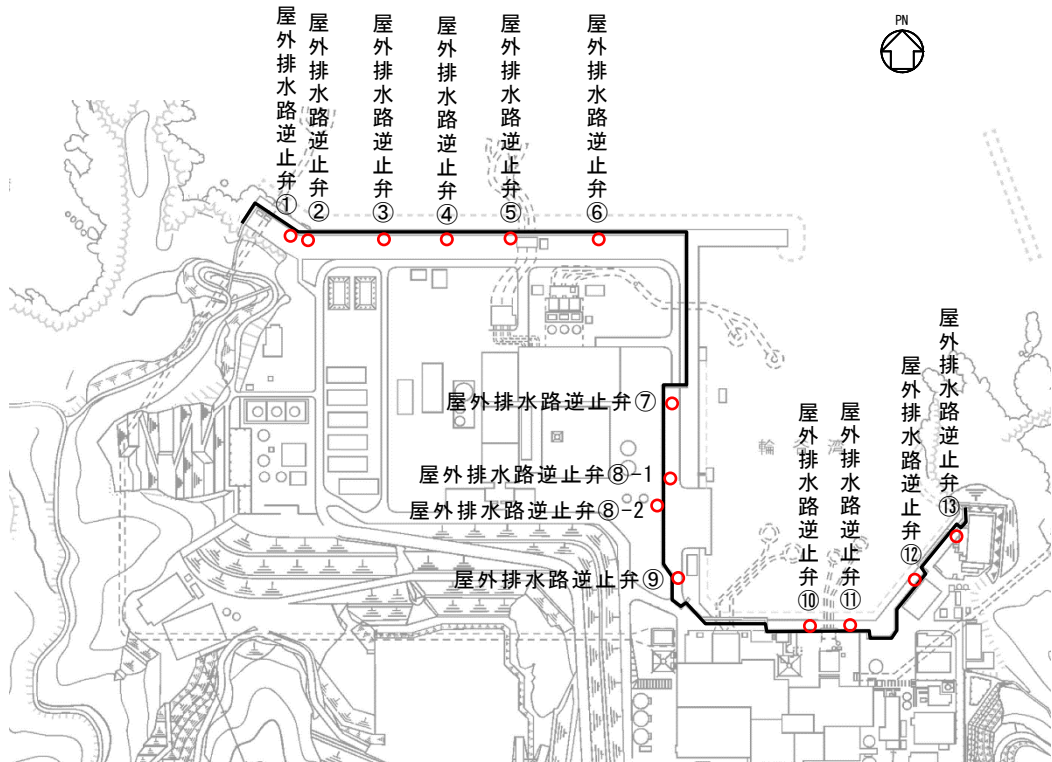 屋外排水路逆止弁①
屋外排水路逆止弁②
屋外排水路逆止弁③
屋外排水路逆止弁④
屋外排水路逆止弁⑤
屋外排水路逆止弁⑥
PN
屋外排水路逆止弁⑦
屋外排水路逆止弁⑧-1
屋外排水路逆止弁⑧-2
屋外排水路逆止弁⑨
輪谷湾
屋外排水路逆止弁⑩
屋外排水路逆止弁⑪
屋外排水路逆止弁⑫
屋外排水路逆止弁⑬